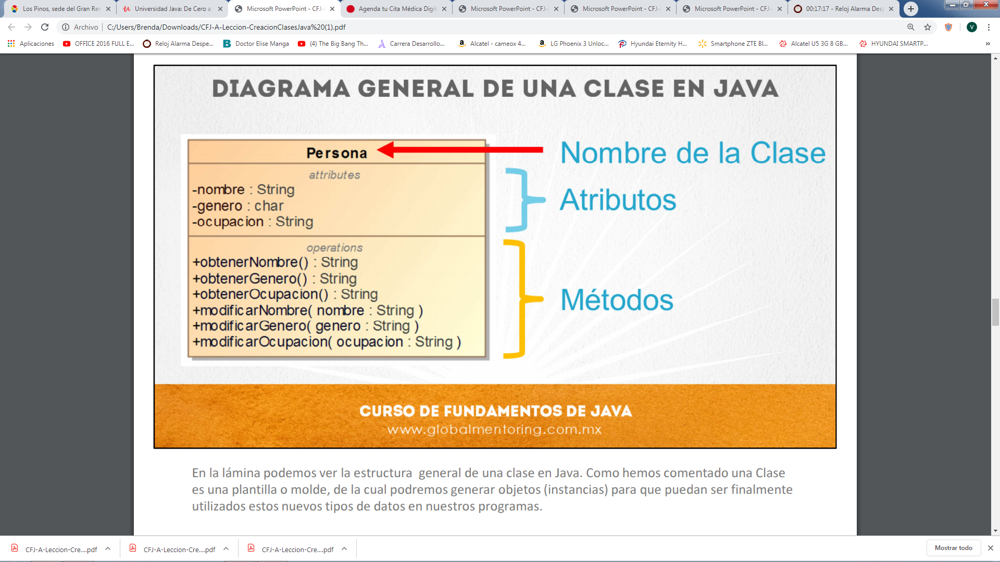 Los Pinos, sede del Gran Ren
Universidad Java: De Cero a
Microsoft PowerPoint - CFJ-
Agenda tu Cita Médica Digit
Microsoft PowerPoint - CFJ-
Microsoft PowerPoint - CFJ-
Microsoft PowerPoint - CFJ-
00:17:17 - Reloj Alarma Desp
Archivo
C:/Users/Brenda/Downloads/CFJ-A-Leccion-CreacionClasesJava%20(1).pdf
V
Aplicaciones
OFFICE 2016 FULL E...
Reloj Alarma Despe...
Doctor Elise Manga
(4) The Big Bang Th...
Carrera Desarrollo...
Alcatel - cameox 4...
LG Phoenix 3 Unloc...
Hyundai Eternity H...
Smartphone ZTE Bl...
Alcatel U5 3G 8 GB...
HYUNDAI SMARTP...
»
DIAGRAMA GENERAL DE UNA CLASE EN JAVA
Persona
Nombre de la Clase
attributes
-nombre : String
-genero : char
-ocupacion : String
Atributos
operations
+obtenerNombre() : String
+obtenerGenero() : String
+obtenerOcupacion() : String
+modificarNombre( nombre : String )
+modificarGenero( genero : String )
+modificarOcupacion( ocupacion : String )
Métodos
CURSO DE FUNDAMENTOS DE JAVA
www.globalmentoring.com.mx
En la lámina podemos ver la estructura  general de una clase en Java. Como hemos comentado una Clase
es una plantilla o molde, de la cual podremos generar objetos (instancias) para que puedan ser finalmente
utilizados estos nuevos tipos de datos en nuestros programas.
CFJ-A-Leccion-Cre....pdf
CFJ-A-Leccion-Cre....pdf
CFJ-A-Leccion-Cre....pdf
Mostrar todo